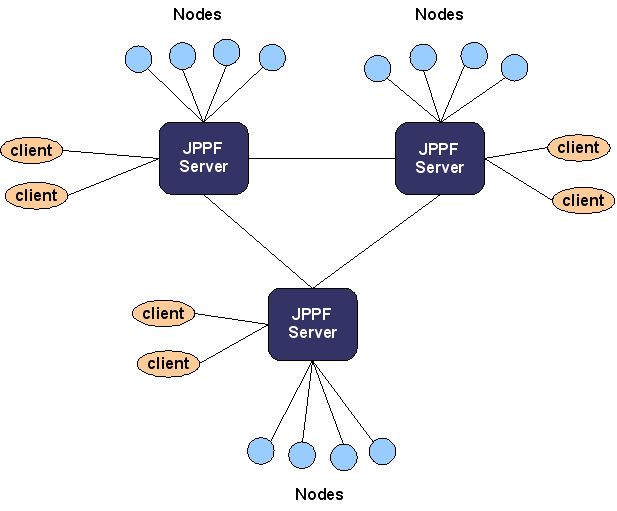 Nodes
Nodes
JPPF
Server
JPPF
Server
client
client
client
client
JPPF
Server
client
client
Nodes